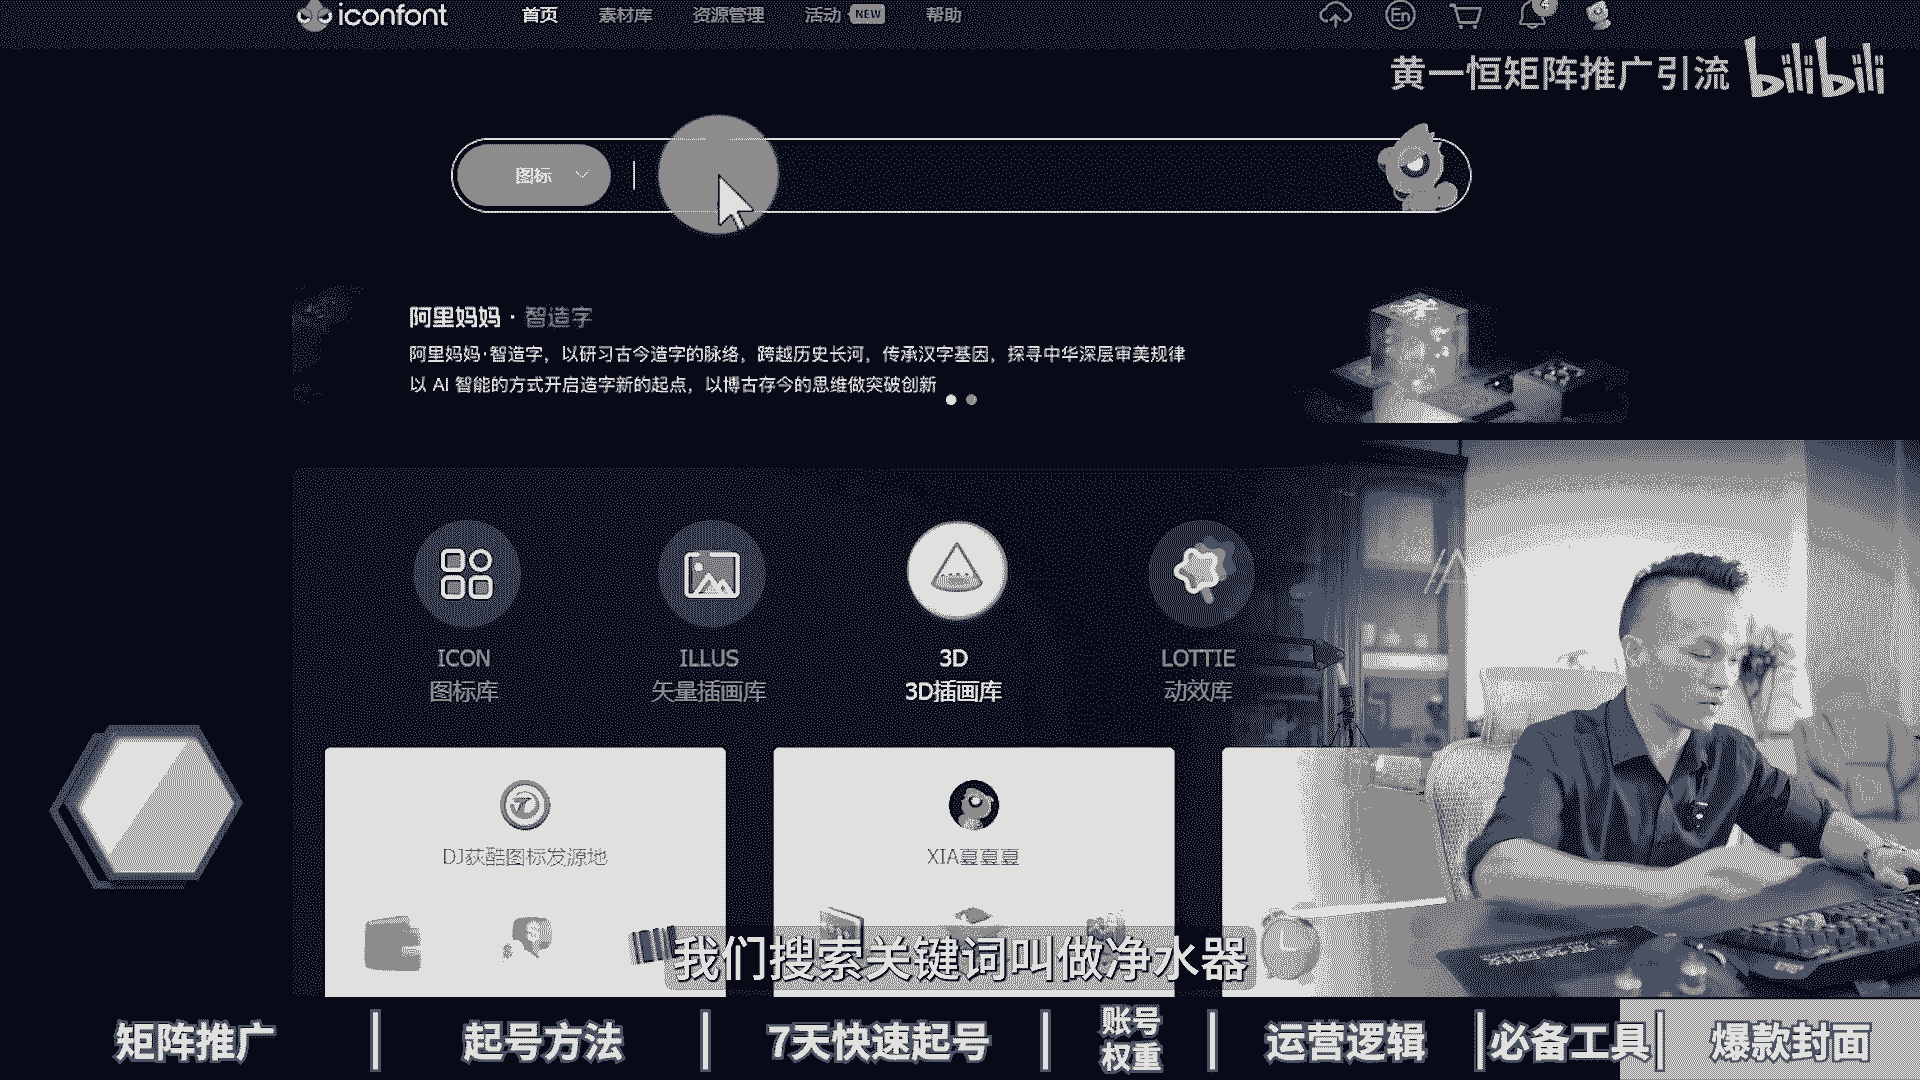 iconfont 首页 素材库 资源管理 活动 NEW 帮助 En 4
黄一恒矩阵推广引流 bilibili
图标
阿里妈妈·智造字
阿里妈妈·智造字，以研习古今造字的脉络，跨越历史长河，传承汉字基因，探寻中华深层审美规律
以 AI 智能的方式开启造字新的起点，以博古存今的思维做突破创新
ICON ILLUS 3D LOTTIE
图标库 矢量插画库 3D插画库 动效库
DJ荻酷图标发源地 XIA夏夏夏
我们搜索关键词叫做净水器
矩阵推广 起号方法 7天快速起号 账号权重 运营逻辑 必备工具 爆款封面